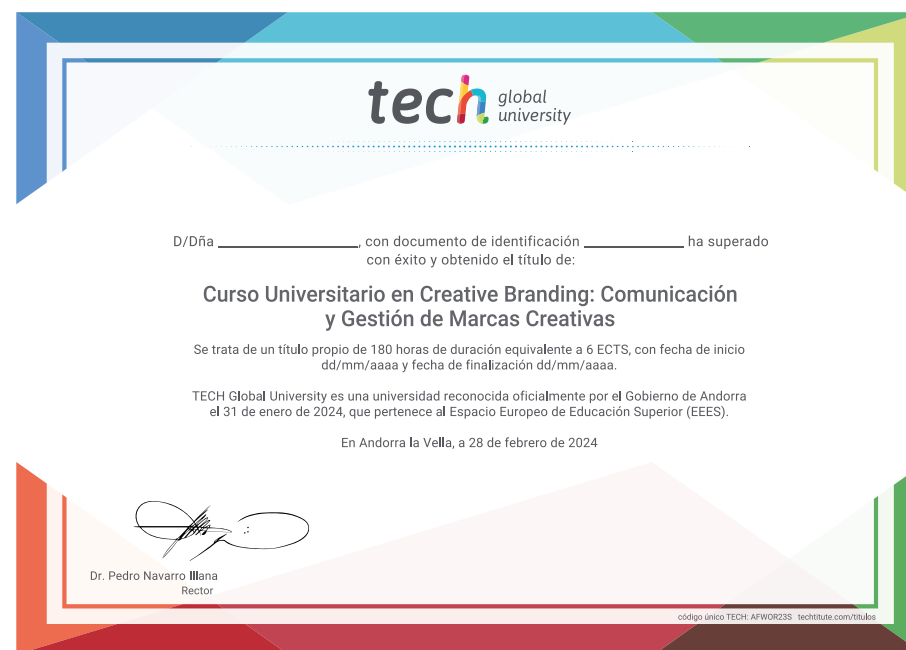 tech global
university
D/Dña ____________________, con documento de identificación ______________ ha superado
con éxito y obtenido el título de:
Curso Universitario en Creative Branding: Comunicación
y Gestión de Marcas Creativas
Se trata de un título propio de 180 horas de duración equivalente a 6 ECTS, con fecha de inicio
dd/mm/aaaa y fecha de finalización dd/mm/aaaa.
TECH Global University es una universidad reconocida oficialmente por el Gobierno de Andorra
el 31 de enero de 2024, que pertenece al Espacio Europeo de Educación Superior (EEES).
En Andorra la Vella, a 28 de febrero de 2024
Dr. Pedro Navarro Illana
Rector
código único TECH: AFWOR23S techtitute.com/titulos